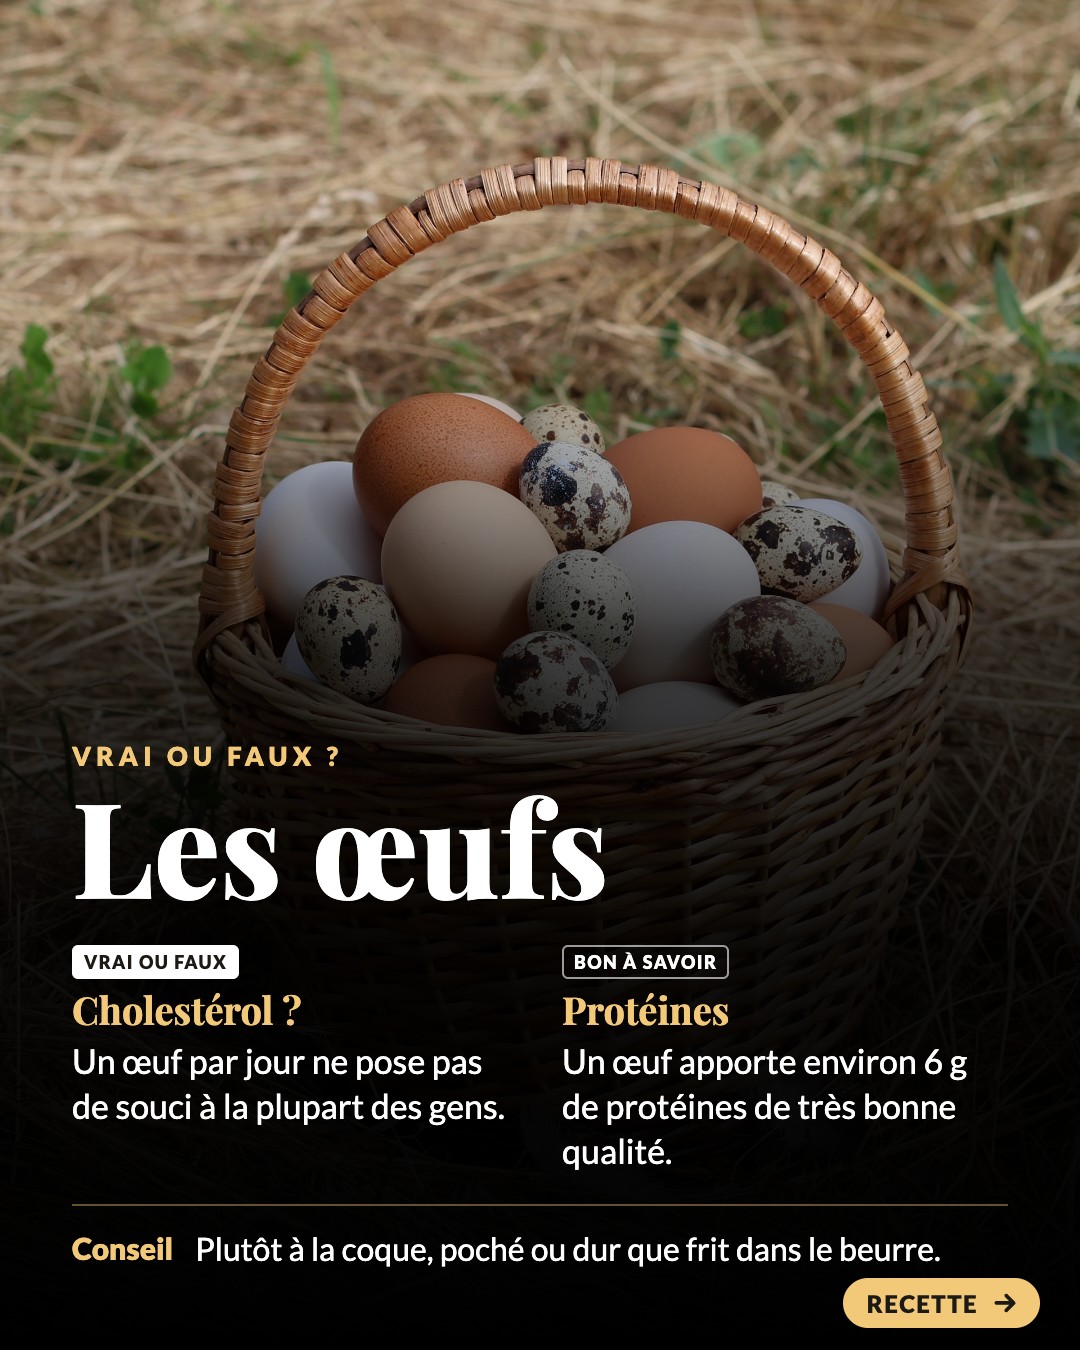 VRAI OU FAUX ?
Les œufs
VRAI OU FAUX
Cholestérol ?
Un œuf par jour ne pose pas
de souci à la plupart des gens.
BON À SAVOIR
Protéines
Un œuf apporte environ 6 g
de protéines de très bonne
qualité.
Conseil Plutôt à la coque, poché ou dur que frit dans le beurre.
RECETTE →